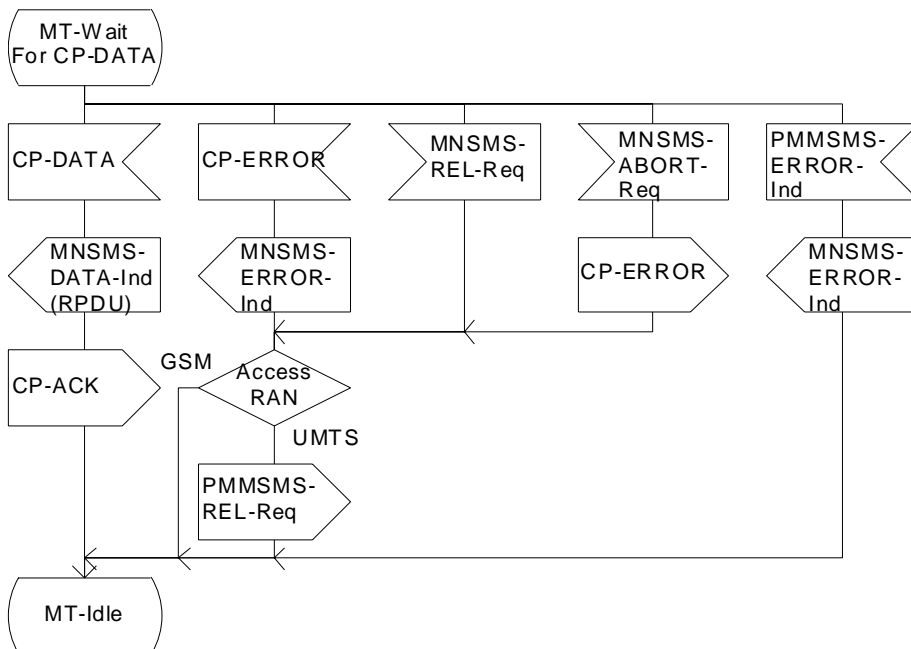 MT-Wait
For CP-DATA
CP-DATA
CP-ERROR
MNSMS-
REL-Req
MNSMS-
ABORT-
Req
PMMSMS-
ERROR-
Ind
MNSMS-
DATA-Ind
(RPDU)
MNSMS-
ERROR-
Ind
CP-ERROR
MNSMS-
ERROR-
Ind
CP-ACK
GSM
Access
RAN
UMTS
PMMSMS-
REL-Req
MT-Idle